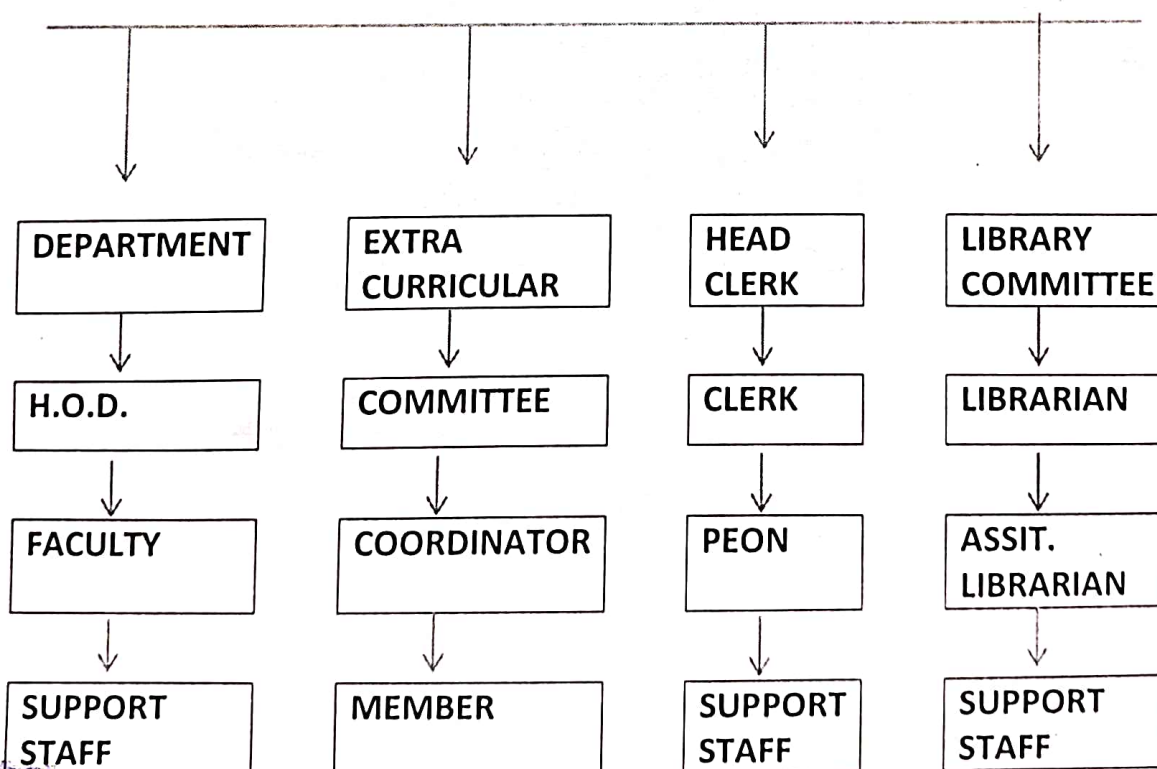 DEPARTMENT
EXTRA
CURRICULAR
HEAD
CLERK
LIBRARY
COMMITTEE
H.O.D.
COMMITTEE
CLERK
LIBRARIAN
FACULTY
COORDINATOR
PEON
ASSIT.
LIBRARIAN
SUPPORT
STAFF
MEMBER
SUPPORT
STAFF
SUPPORT
STAFF